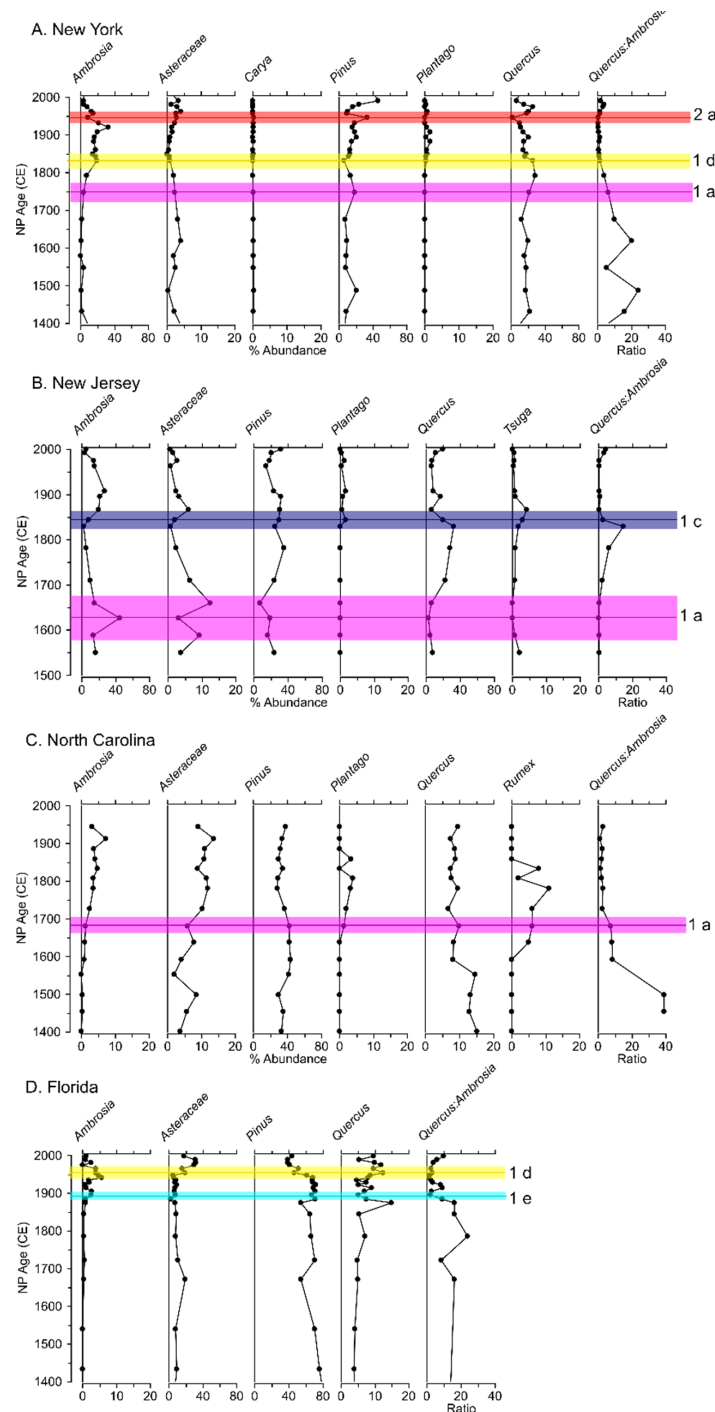 A. New York
Ambrosia Asteraceae Carya Pinus Plantago Quercus Quercus:Ambrosia
NP Age (CE)
2000
1900
1800
1700
1600
1500
1400
2 a
1 d
1 a
0 40 80 0 10 20 0 40 80 0 40 80 0 40 80 0 40 80 0 20 40
% Abundance Ratio
B. New Jersey
Ambrosia Asteraceae Pinus Plantago Quercus Tsuga Quercus:Ambrosia
NP Age (CE)
2000
1900
1800
1700
1600
1500
1 c
1 a
0 40 80 0 10 20 0 40 80 0 10 20 0 40 80 0 10 20 0 20 40
% Abundance Ratio
C. North Carolina
Ambrosia Asteraceae Pinus Plantago Quercus Rumex Quercus:Ambrosia
NP Age (CE)
2000
1900
1800
1700
1600
1500
1400
1 a
0 10 20 0 10 20 0 40 80 0 10 20 0 10 20 0 10 20 0 20 40
% Abundance Ratio
D. Florida
Ambrosia Asteraceae Pinus Quercus Quercus:Ambrosia
NP Age (CE)
2000
1900
1800
1700
1600
1500
1400
1 d
1 e
0 10 20 0 40 80 0 40 80 0 10 20 0 20 40
% Abundance Ratio